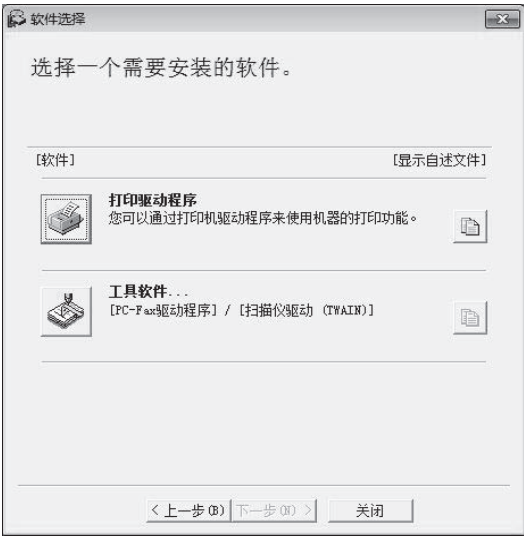 软件选择
选择一个需要安装的软件。
[软件] [显示自述文件]
打印驱动程序
您可以通过打印机驱动程序来使用机器的打印功能。
工具软件...
[PC-Fax驱动程序] / [扫描仪驱动 (TWAIN)]
< 上一步(B) 下一步(N) > 关闭